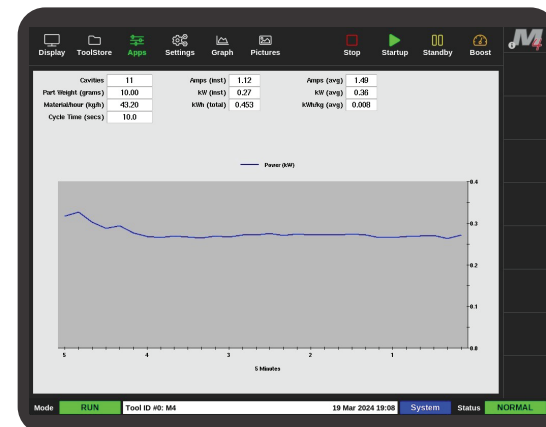 Display ToolStore Apps Settings Graph Pictures Stop Startup Standby Boost M4
Cavities 11 Amps (inst) 1.12 Amps (avg) 1.49
Part Weight (grams) 10.00 kW (inst) 0.27 kW (avg) 0.36
Material/hour (kg/h) 43.20 kWh (total) 0.453 kWh/kg (avg) 0.008
Cycle Time (secs) 10.0
Power (kW)
0.4
0.3
0.2
0.1
0.0
5 4 3 2 1
5 Minutes
Mode RUN Tool ID #0: M4 19 Mar 2024 19:08 System Status NORMAL